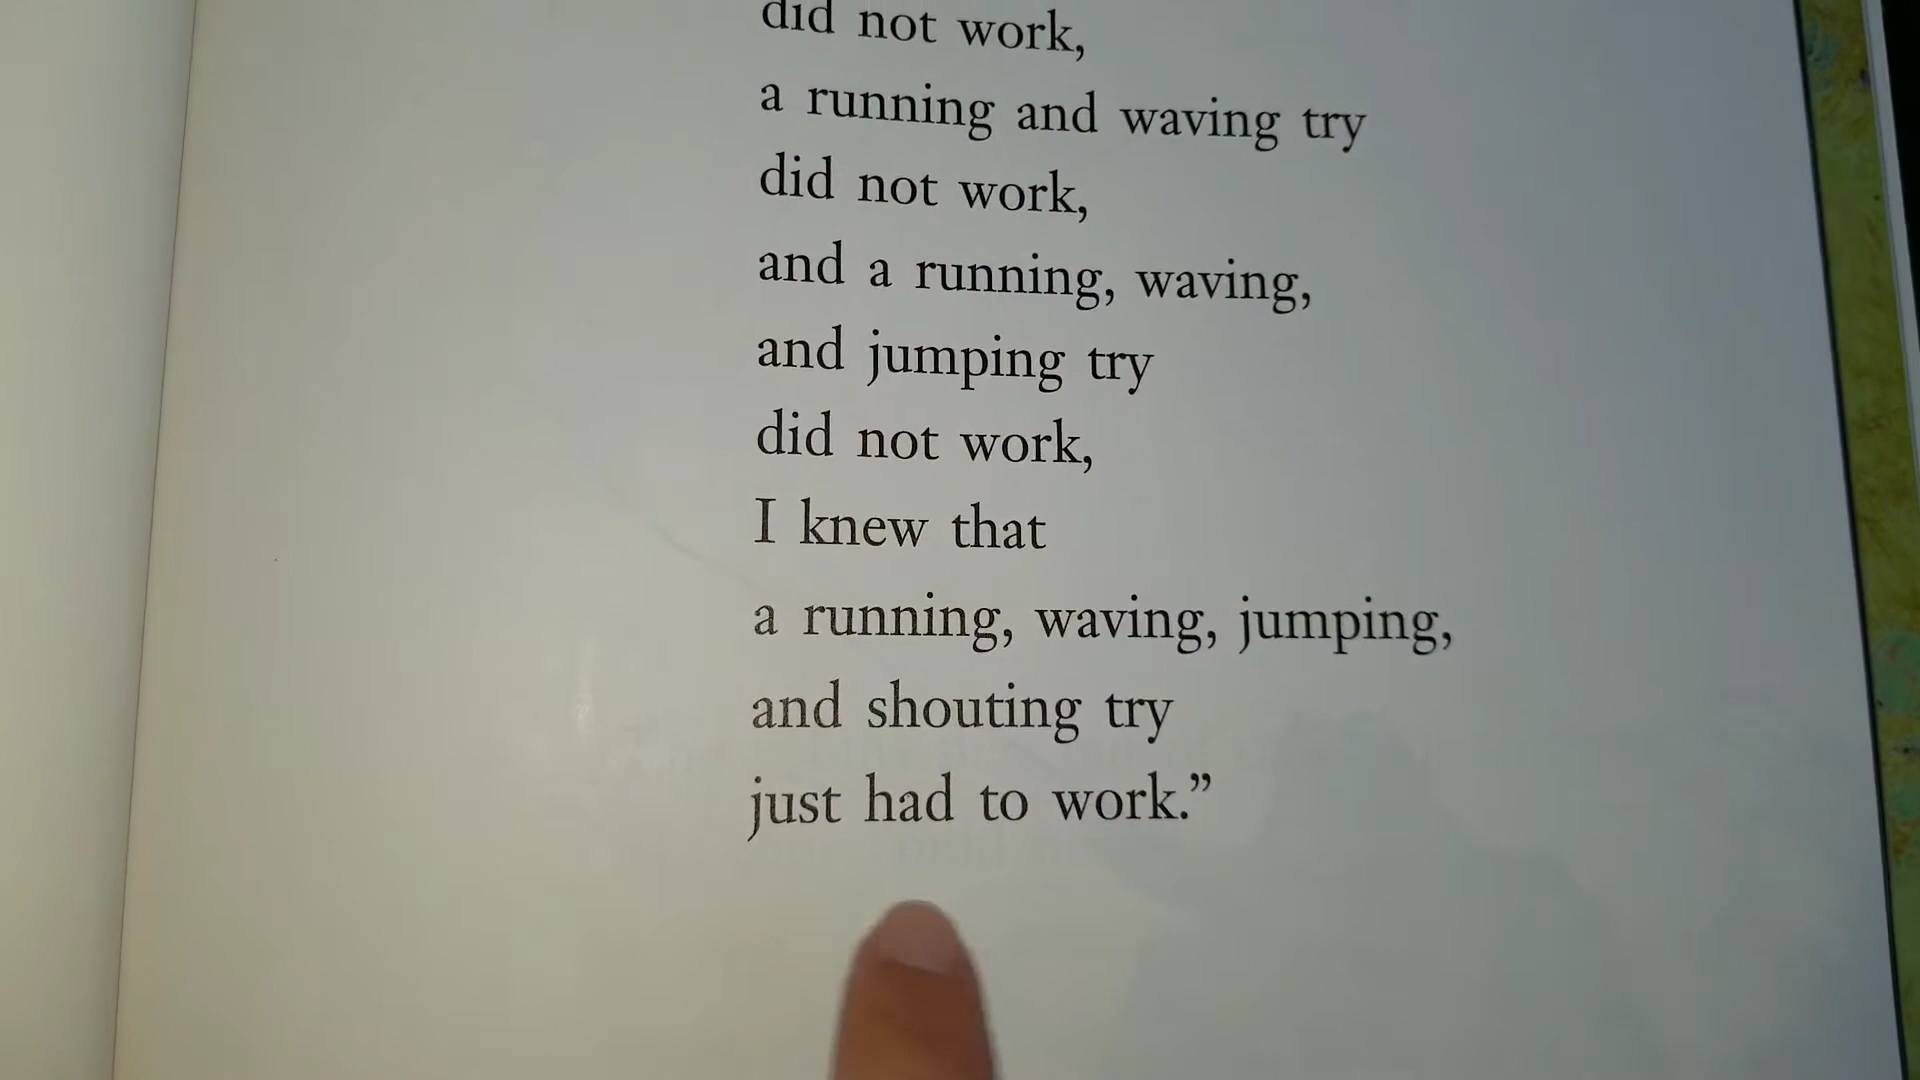 did not work,
a running and waving try
did not work,
and a running, waving,
and jumping try
did not work,
I knew that
a running, waving, jumping,
and shouting try
just had to work.”